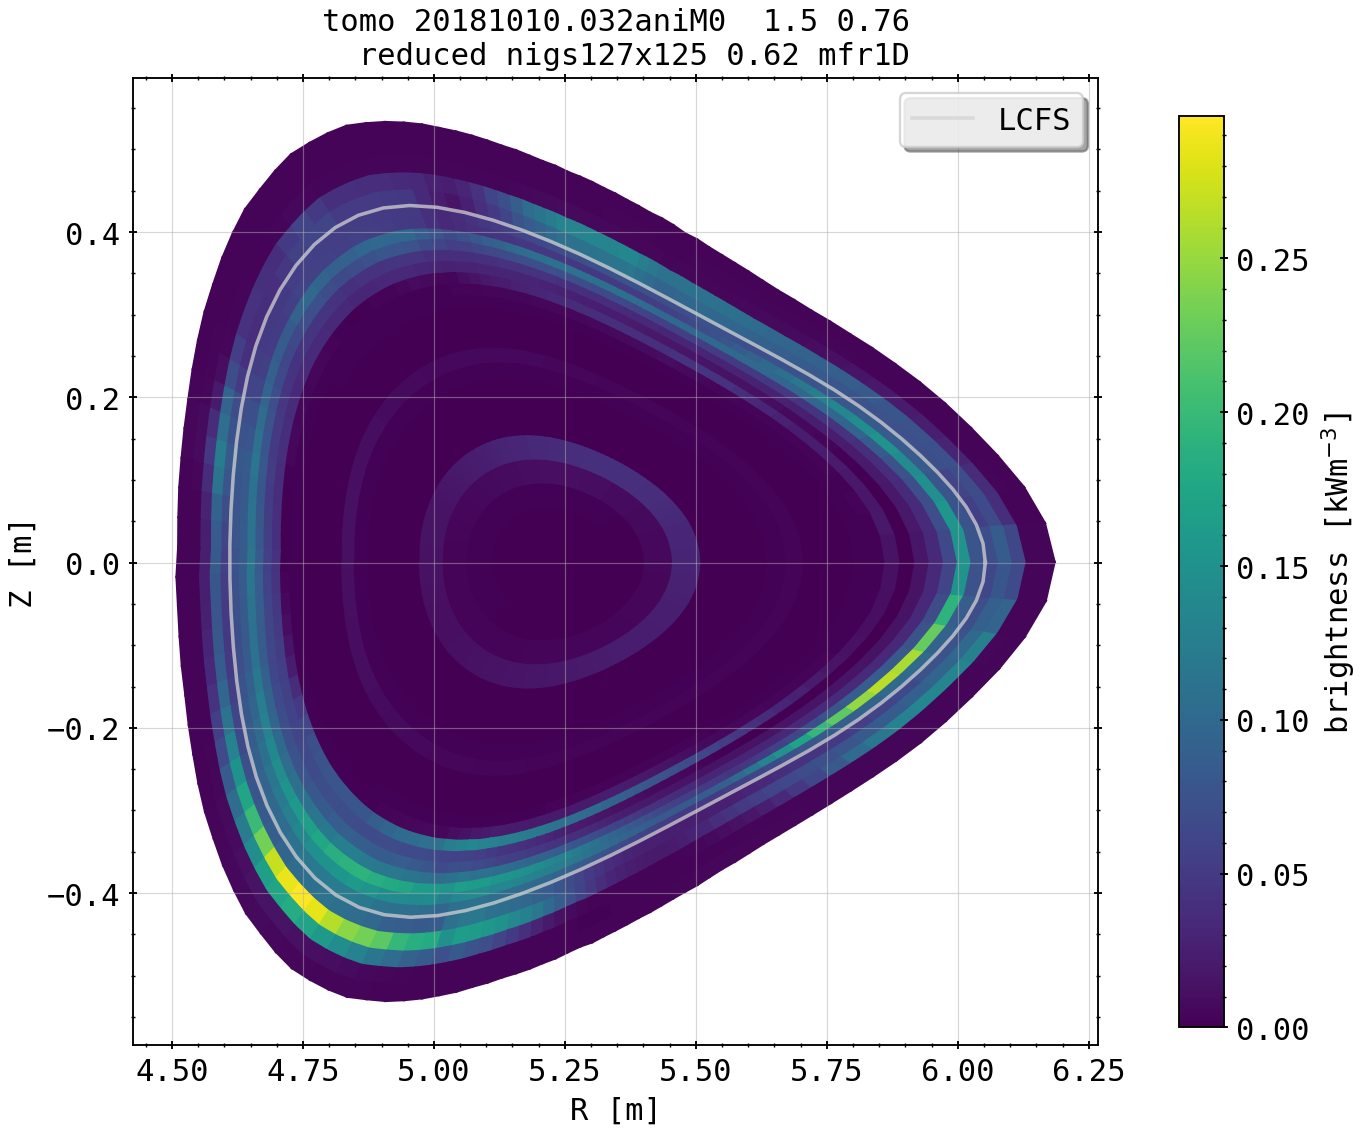 tomo 20181010.032aniM0  1.5 0.76
reduced nigs127x125 0.62 mfr1D
LCFS
0.4
0.2
0.0
−0.2
−0.4
Z [m]
4.50 4.75 5.00 5.25 5.50 5.75 6.00 6.25
R [m]
0.25
0.20
0.15
0.10
0.05
0.00
brightness [kWm⁻³]